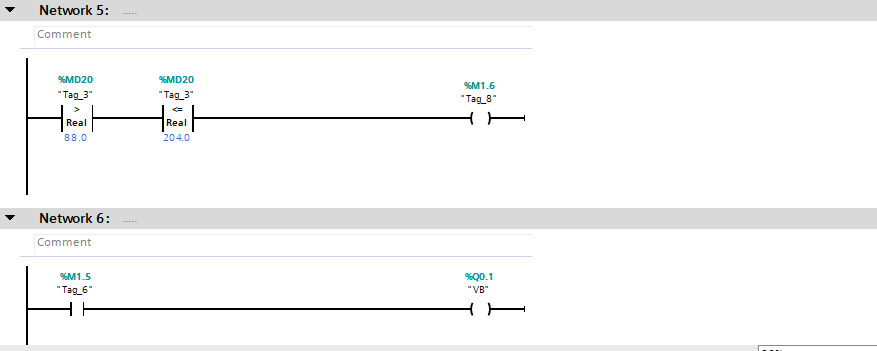 Network 5: .....
Comment
%MD20 %MD20 %M1.6
"Tag_3" "Tag_3" "Tag_8"
> <=
Real Real
88.0 204.0
Network 6: .....
Comment
%M1.5 %Q0.1
"Tag_6" "VB"